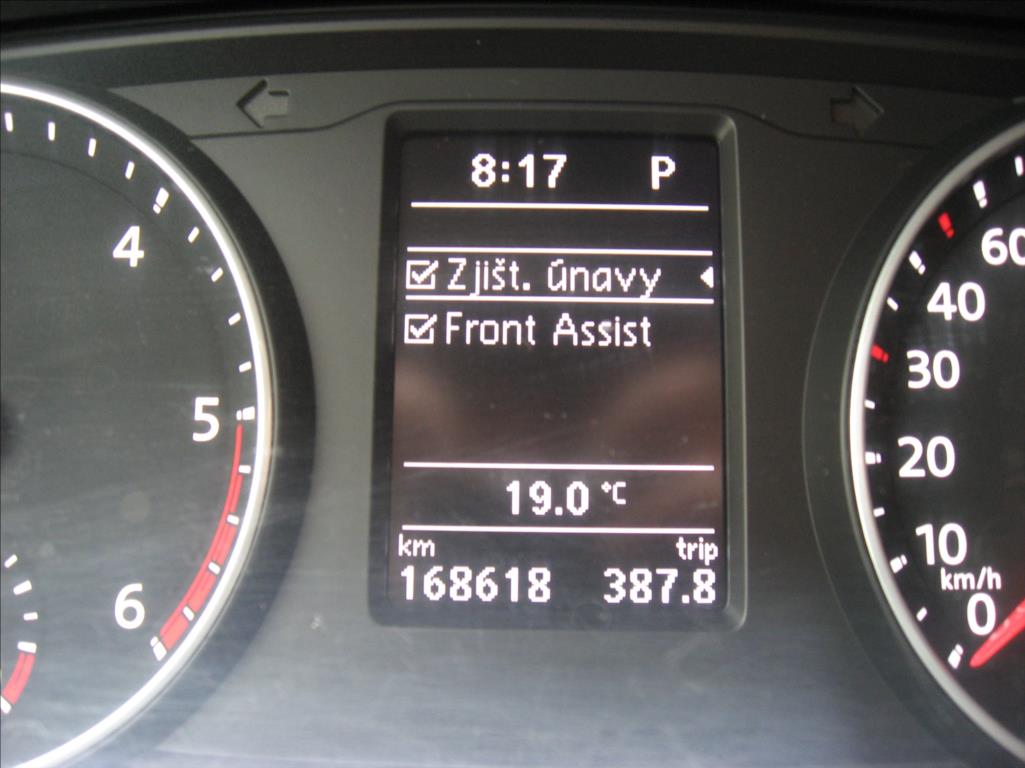 8:17 P
Zjišt. únavy
Front Assist
19.0 °C
km trip
168618 387.8
4
5
6
60
40
30
20
10
km/h
0